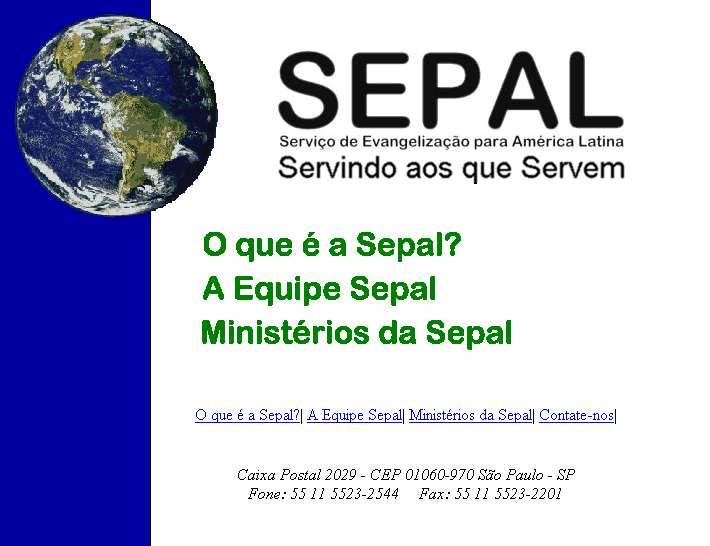 SEPAL
Serviço de Evangelização para América Latina
Servindo aos que Servem
O que é a Sepal?
A Equipe Sepal
Ministérios da Sepal
O que é a Sepal?| A Equipe Sepal| Ministérios da Sepal| Contate-nos|
Caixa Postal 2029 - CEP 01060-970 São Paulo - SP
Fone: 55 11 5523-2544 Fax: 55 11 5523-2201